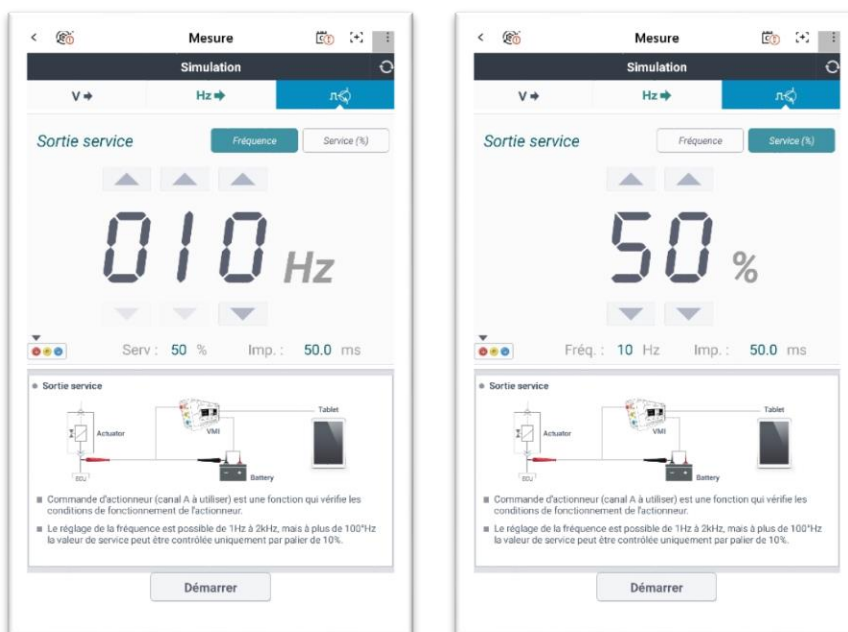 Mesure
Simulation
V
Hz
Sortie service
Fréquence
Service (%)
010 Hz
Serv : 50 % Imp. : 50.0 ms
Sortie service
Actuator
ECU
VMI
Battery
Tablet
Commande d'actionneur (canal A à utiliser) est une fonction qui vérifie les
conditions de fonctionnement de l'actionneur.
Le réglage de la fréquence est possible de 1Hz à 2kHz, mais à plus de 100°Hz
la valeur de service peut être contrôlée uniquement par palier de 10%.
Démarrer
Mesure
Simulation
V
Hz
Sortie service
Fréquence
Service (%)
50 %
Fréq. : 10 Hz Imp. : 50.0 ms
Sortie service
Actuator
ECU
VMI
Battery
Tablet
Commande d'actionneur (canal A à utiliser) est une fonction qui vérifie les
conditions de fonctionnement de l'actionneur.
Le réglage de la fréquence est possible de 1Hz à 2kHz, mais à plus de 100°Hz
la valeur de service peut être contrôlée uniquement par palier de 10%.
Démarrer